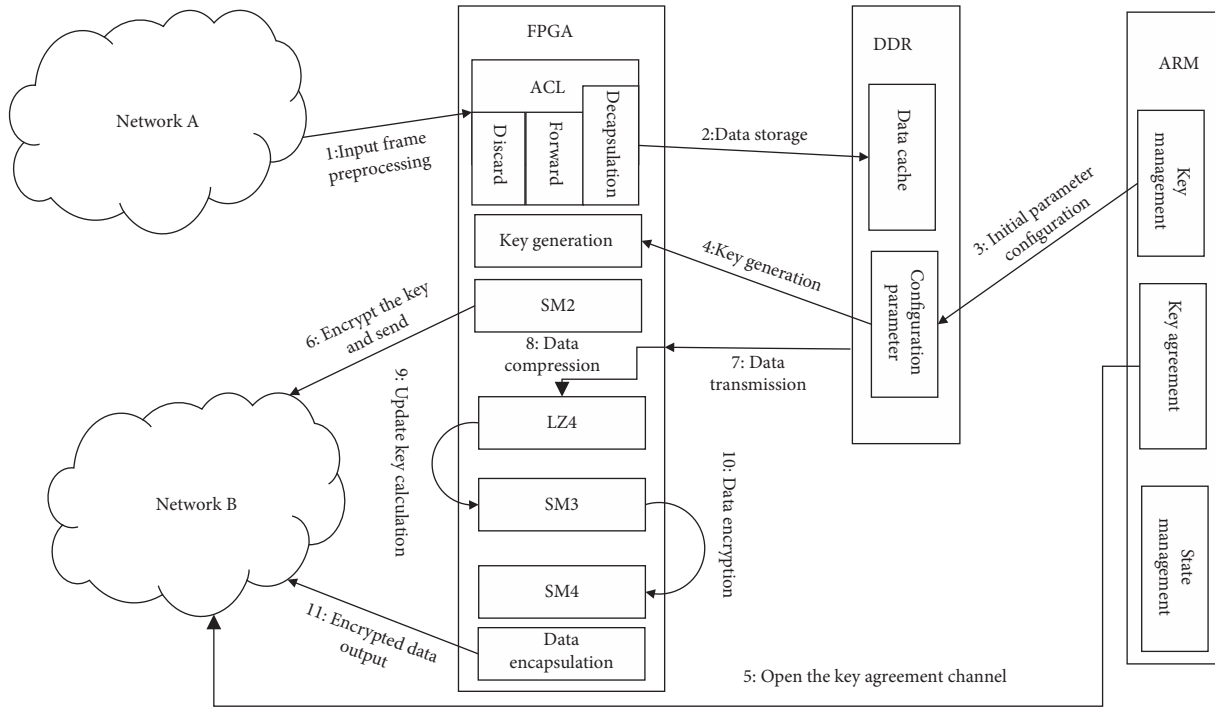 FPGA
DDR
ARM
ACL
Discard
Forward
Decapsulation
Network A
1:Input frame
preprocessing
2:Data storage
Data cache
Key
management
3: Initial parameter
configuration
Key generation
4:Key generation
Configuration
parameter
Key agreement
SM2
6: Encrypt the key
and send
8: Data
compression
7: Data
transmission
9: Update key calculation
LZ4
10: Data encryption
Network B
SM3
State
management
SM4
11: Encrypted data
output
Data
encapsulation
5: Open the key agreement channel